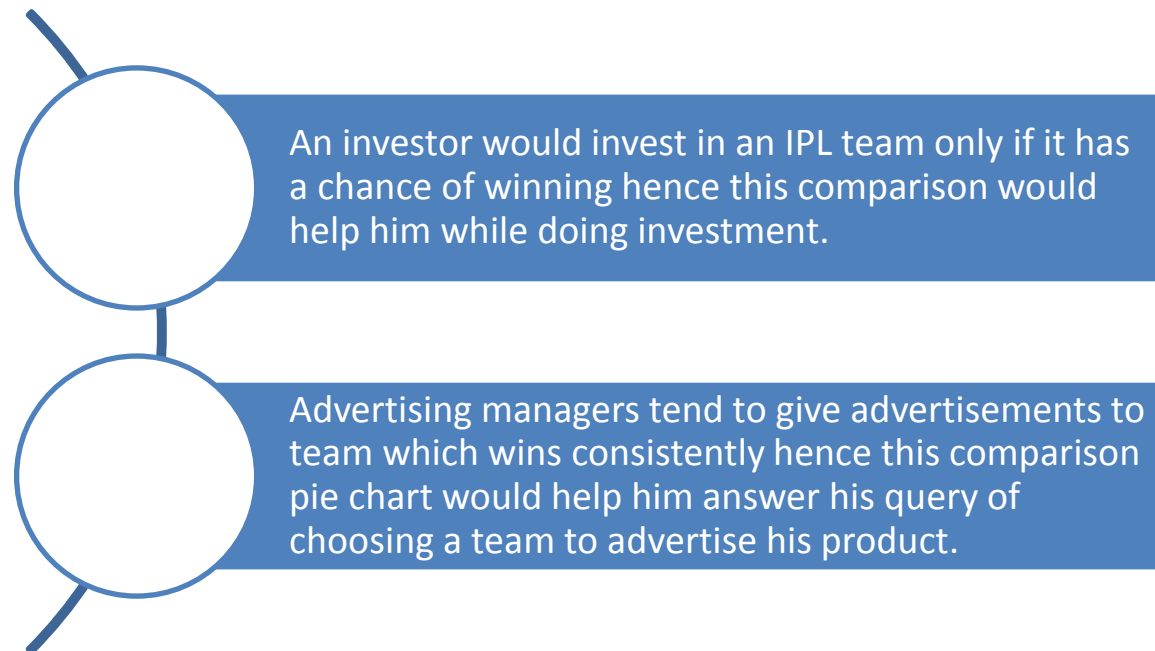 An investor would invest in an IPL team only if it has
a chance of winning hence this comparison would
help him while doing investment.
Advertising managers tend to give advertisements to
team which wins consistently hence this comparison
pie chart would help him answer his query of
choosing a team to advertise his product.